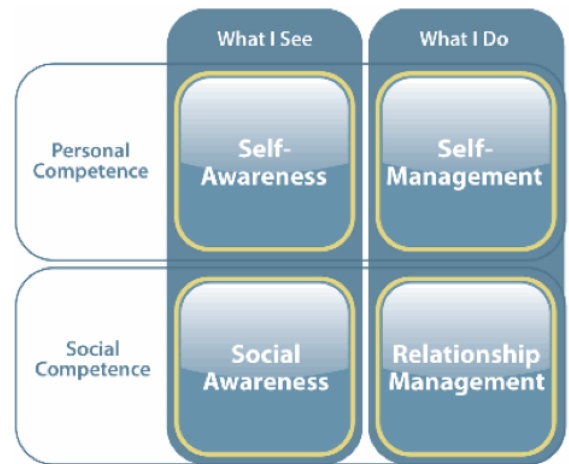 What I See
What I Do
Personal
Competence
Self-
Awareness
Self-
Management
Social
Competence
Social
Awareness
Relationship
Management